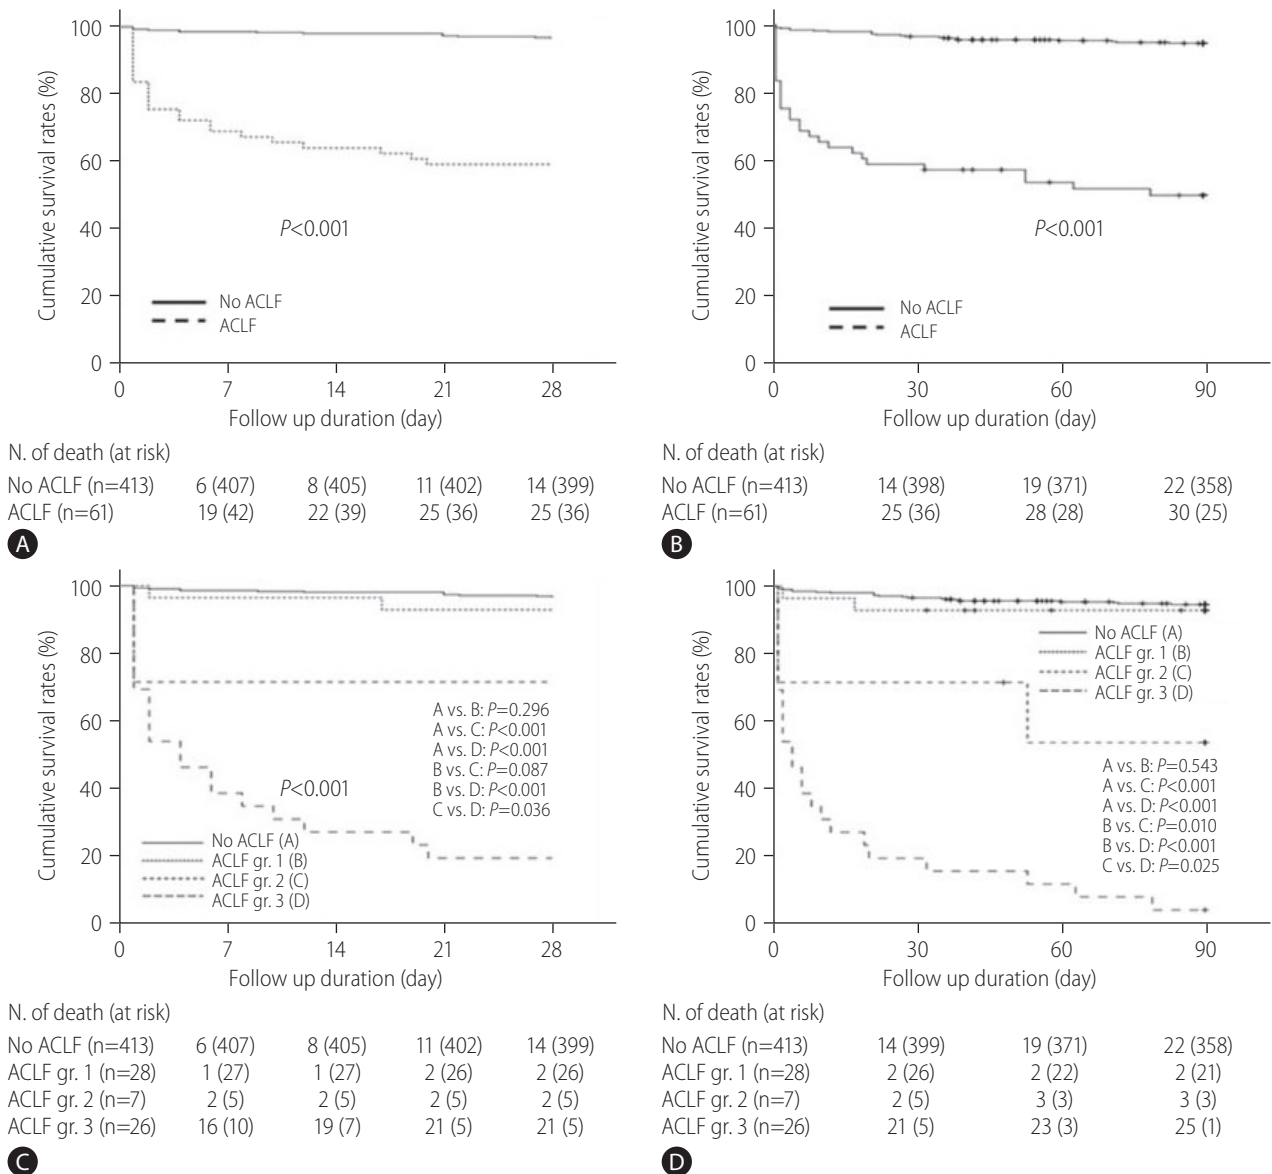 Cumulative survival rates (%)
100
80
60
40
20
0
P<0.001
No ACLF
ACLF
0 7 14 21 28
Follow up duration (day)
N. of death (at risk)
No ACLF (n=413) 6 (407) 8 (405) 11 (402) 14 (399)
ACLF (n=61) 19 (42) 22 (39) 25 (36) 25 (36)
A
Cumulative survival rates (%)
100
80
60
40
20
0
P<0.001
No ACLF
ACLF
0 30 60 90
Follow up duration (day)
N. of death (at risk)
No ACLF (n=413) 14 (398) 19 (371) 22 (358)
ACLF (n=61) 25 (36) 28 (28) 30 (25)
B
Cumulative survival rates (%)
100
80
60
40
20
0
A vs. B: P=0.296
A vs. C: P<0.001
A vs. D: P<0.001
B vs. C: P=0.087
B vs. D: P<0.001
C vs. D: P=0.036
P<0.001
No ACLF (A)
ACLF gr. 1 (B)
ACLF gr. 2 (C)
ACLF gr. 3 (D)
0 7 14 21 28
Follow up duration (day)
N. of death (at risk)
No ACLF (n=413) 6 (407) 8 (405) 11 (402) 14 (399)
ACLF gr. 1 (n=28) 1 (27) 1 (27) 2 (26) 2 (26)
ACLF gr. 2 (n=7) 2 (5) 2 (5) 2 (5) 2 (5)
ACLF gr. 3 (n=26) 16 (10) 19 (7) 21 (5) 21 (5)
C
Cumulative survival rates (%)
100
80
60
40
20
0
No ACLF (A)
ACLF gr. 1 (B)
ACLF gr. 2 (C)
ACLF gr. 3 (D)
A vs. B: P=0.543
A vs. C: P<0.001
A vs. D: P<0.001
B vs. C: P=0.010
B vs. D: P<0.001
C vs. D: P=0.025
0 30 60 90
Follow up duration (day)
N. of death (at risk)
No ACLF (n=413) 14 (399) 19 (371) 22 (358)
ACLF gr. 1 (n=28) 2 (26) 2 (22) 2 (21)
ACLF gr. 2 (n=7) 2 (5) 3 (3) 3 (3)
ACLF gr. 3 (n=26) 21 (5) 23 (3) 25 (1)
D